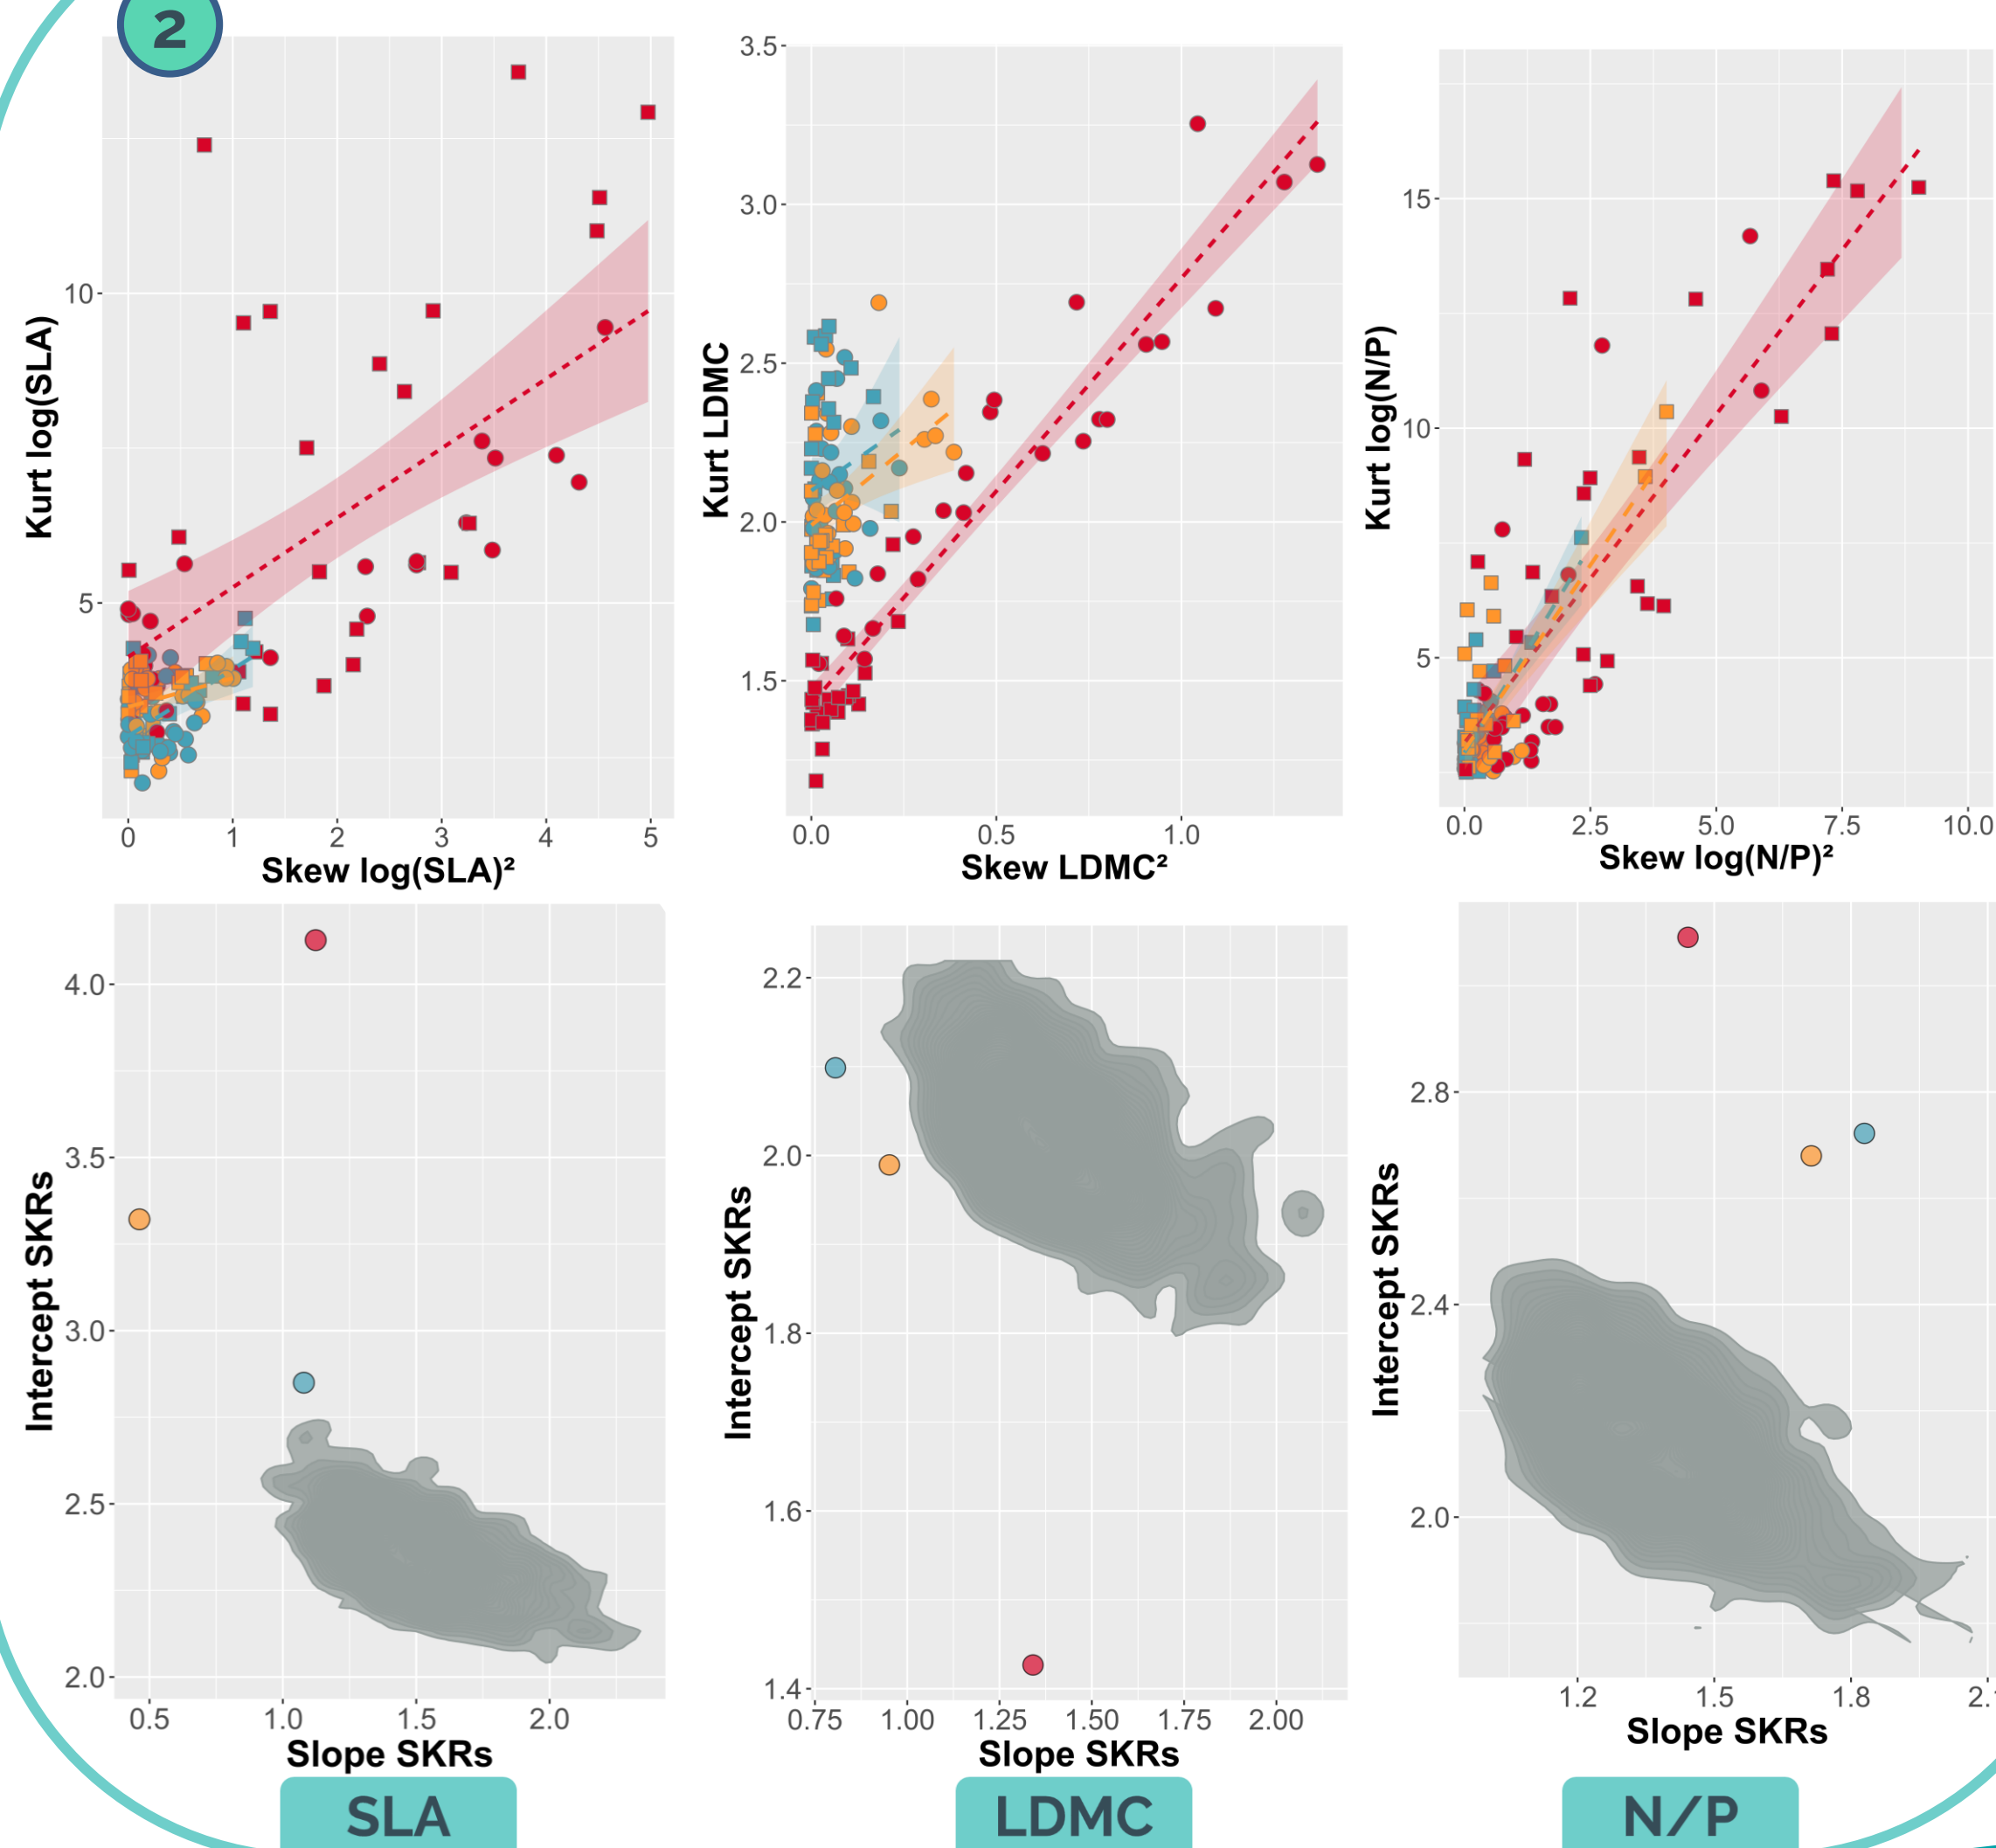 2
Kurt log(SLA)
10
5
0 1 2 3 4 5
Skew log(SLA)²
Kurt LDMC
3.5
3.0
2.5
2.0
1.5
0.0 0.5 1.0
Skew LDMC²
Kurt log(N/P)
15
10
5
0.0 2.5 5.0 7.5 10.0
Skew log(N/P)²
Intercept SKRs
4.0
3.5
3.0
2.5
2.0
0.5 1.0 1.5 2.0
Slope SKRs
SLA
Intercept SKRs
2.2
2.0
1.8
1.6
1.4
0.75 1.00 1.25 1.50 1.75 2.00
Slope SKRs
LDMC
Intercept SKRs
2.8
2.4
2.0
1.2 1.5 1.8
Slope SKRs
N/P